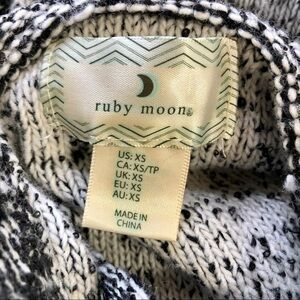 ruby moon®
US: XS
CA: XS/TP
UK: XS
EU: XS
AU: XS
MADE IN
CHINA